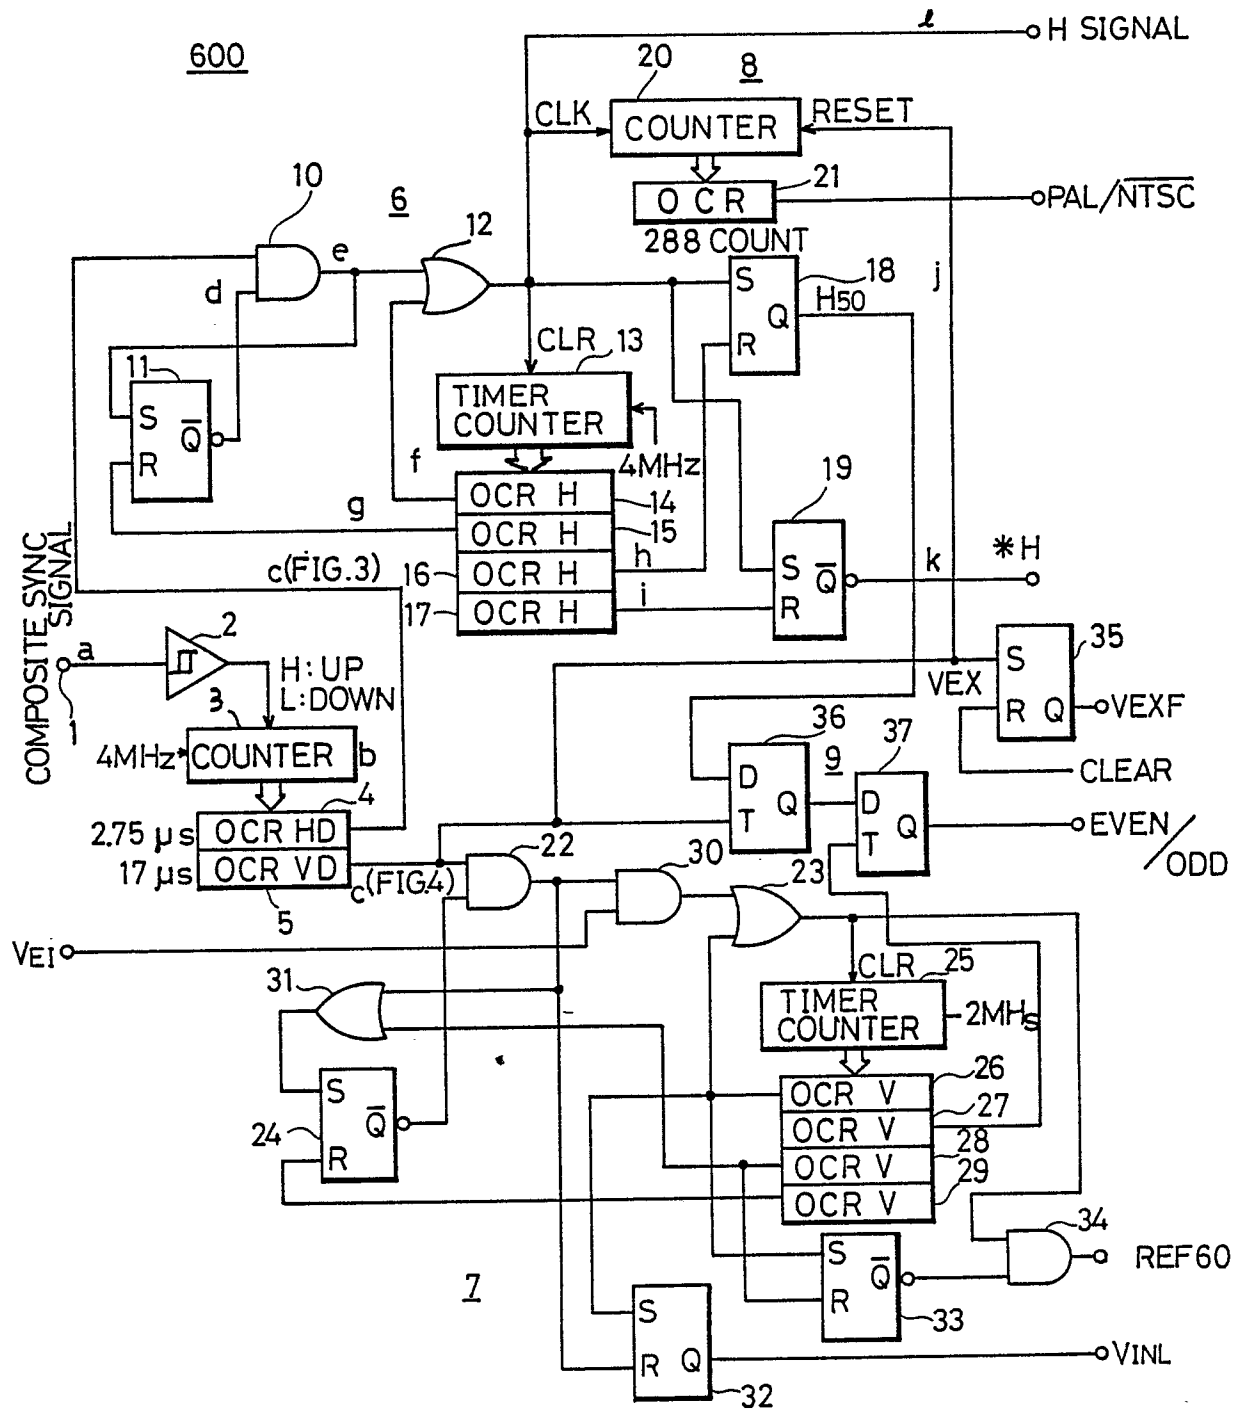 600
ℓ
H SIGNAL
20
8
CLK
COUNTER
RESET
21
OCR
PAL/NTSC
288 COUNT
10
6
12
e
d
S
18
Q
H50
R
j
CLR
13
11
S
Q
R
TIMER
COUNTER
4MHz
f
g
OCR H
14
OCR H
15
h
16
OCR H
i
17
OCR H
19
S
Q
R
k
*H
c(FIG.3)
COMPOSITE SYNC
SIGNAL
a
1
2
H:UP
L:DOWN
3
4MHz
COUNTER
b
4
2.75 μs
OCR HD
17 μs
OCR VD
5
c(FIG.4)
VEX
S
35
R Q
VEXF
CLEAR
36
D
Q
T
9
37
D
Q
T
EVEN/
ODD
22
30
23
VEI
31
CLR
25
TIMER
COUNTER
2MHs
26
OCR V
27
OCR V
28
OCR V
29
OCR V
S
24
Q
R
34
REF60
S
Q
R
33
7
S
R Q
32
VINL